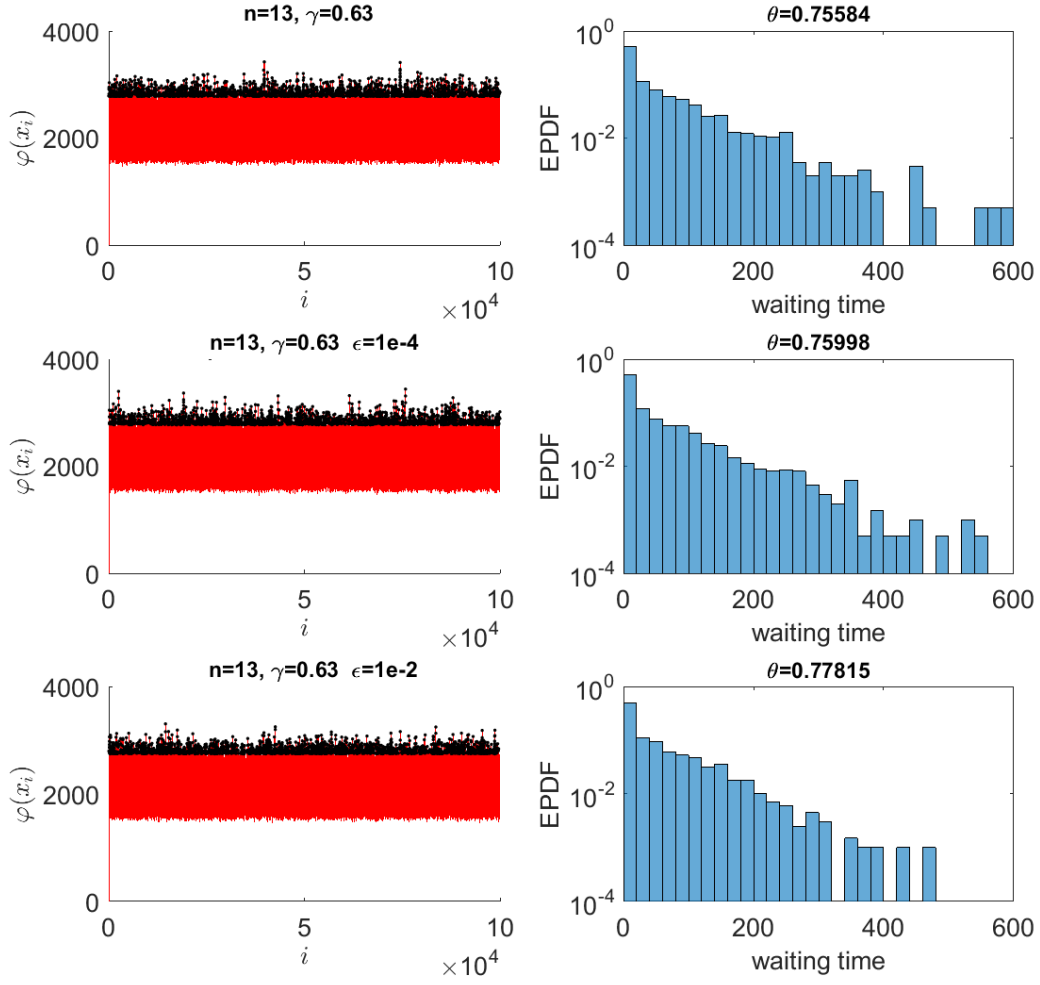 n=13, γ=0.63
4000
2000
0
φ(x_i)
0
5
10
i
×10^4
θ=0.75584
10^0
10^-2
10^-4
EPDF
0
200
400
600
waiting time
n=13, γ=0.63 ϵ=1e-4
4000
2000
0
φ(x_i)
0
5
10
i
×10^4
θ=0.75998
10^0
10^-2
10^-4
EPDF
0
200
400
600
waiting time
n=13, γ=0.63 ϵ=1e-2
4000
2000
0
φ(x_i)
0
5
10
i
×10^4
θ=0.77815
10^0
10^-2
10^-4
EPDF
0
200
400
600
waiting time